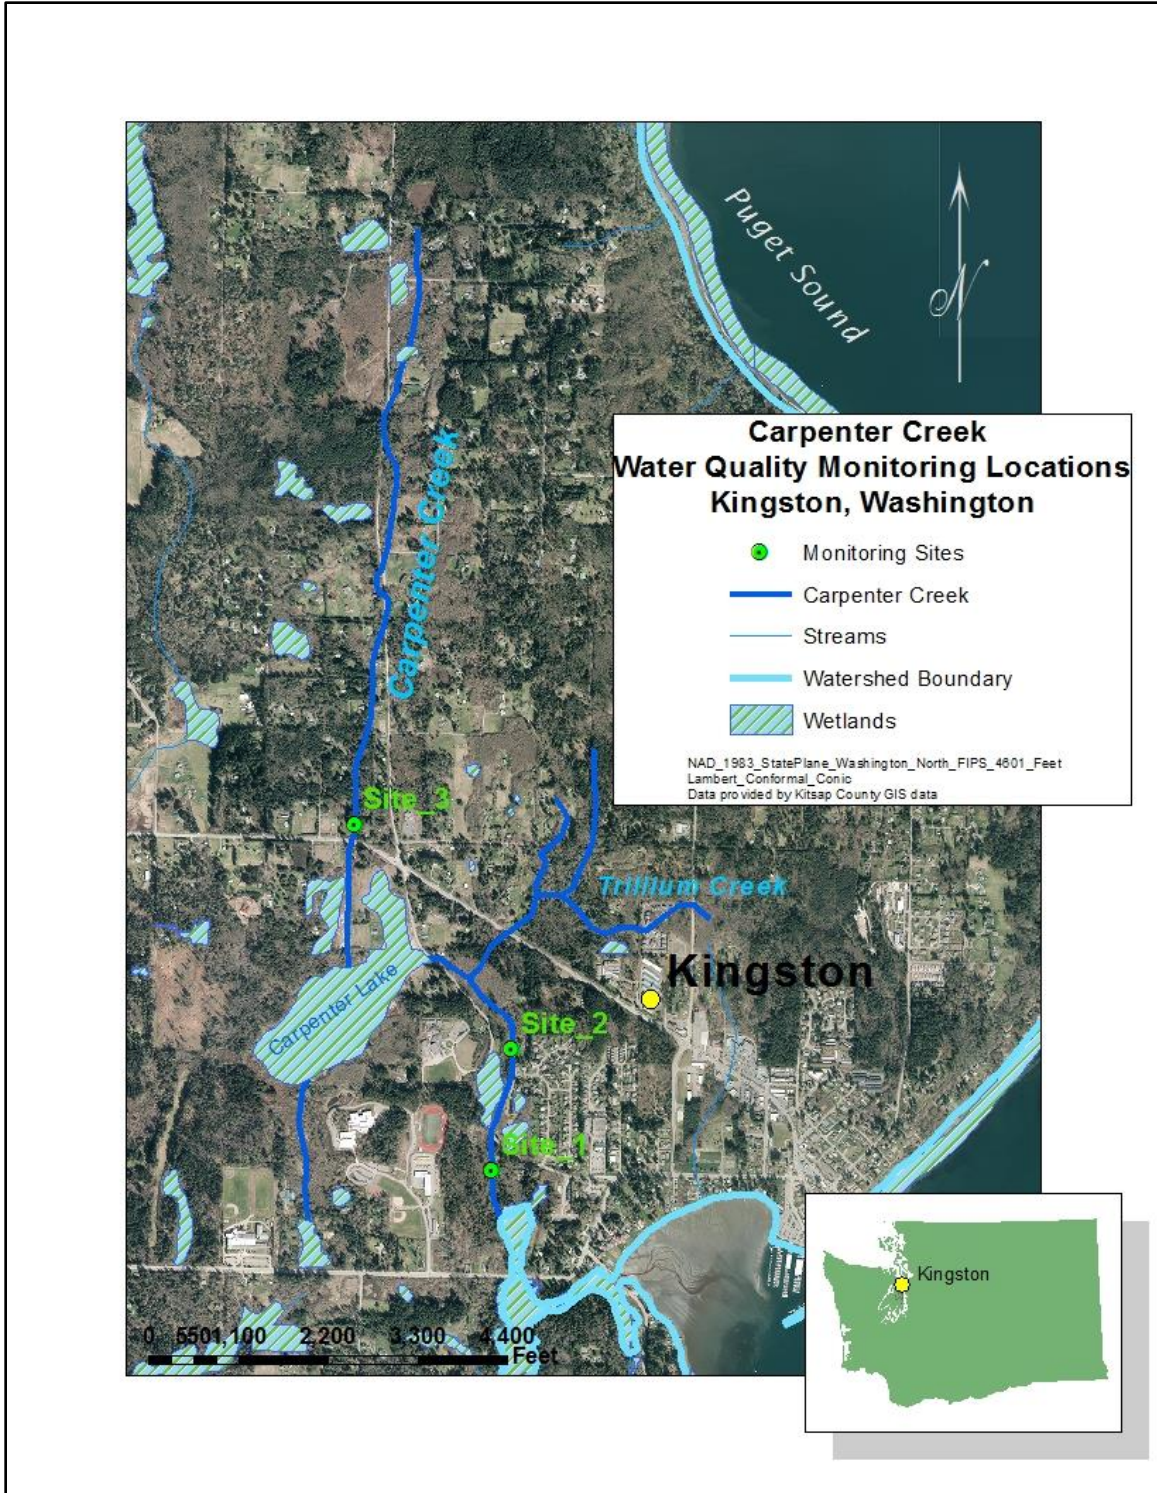 Puget Sound
N
Carpenter Creek
Water Quality Monitoring Locations
Kingston, Washington
Monitoring Sites
Carpenter Creek
Streams
Watershed Boundary
Wetlands
NAD_1983_StatePlane_Washington_North_FIPS_4601_Feet
Lambert_Conformal_Conic
Data provided by Kitsap County GIS data
Carpenter Creek
Site_3
Trillium Creek
Kingston
Carpenter Lake
Site_2
Site_1
Kingston
0 550 1,100 2,200 3,300 4,400
Feet